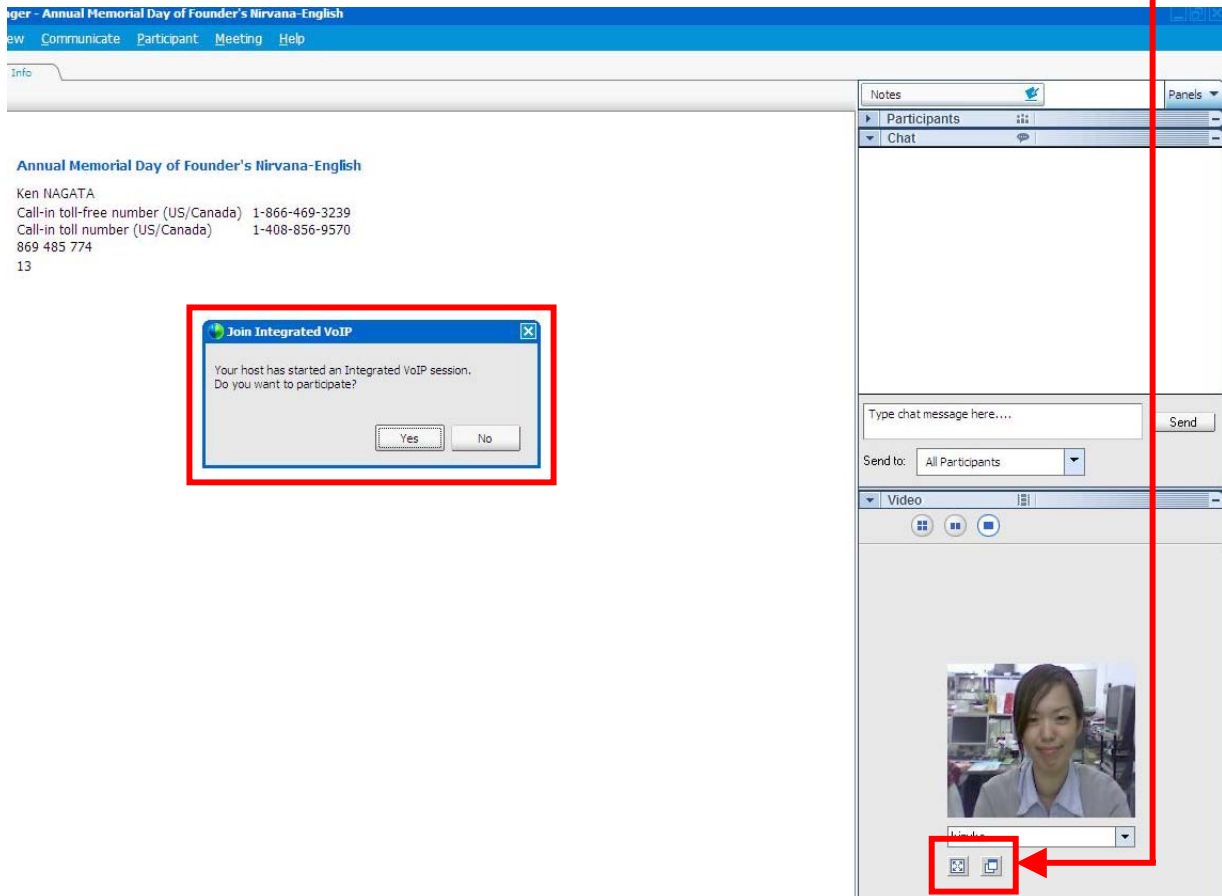 ager - Annual Memorial Day of Founder's Nirvana-English
ew Communicate Participant Meeting Help
Info
Notes
Panels
Participants
Chat
Annual Memorial Day of Founder's Nirvana-English
Ken NAGATA
Call-in toll-free number (US/Canada) 1-866-469-3239
Call-in toll number (US/Canada) 1-408-856-9570
869 485 774
13
Join Integrated VoIP
Your host has started an Integrated VoIP session.
Do you want to participate?
Yes No
Type chat message here....
Send
Send to: All Participants
Video